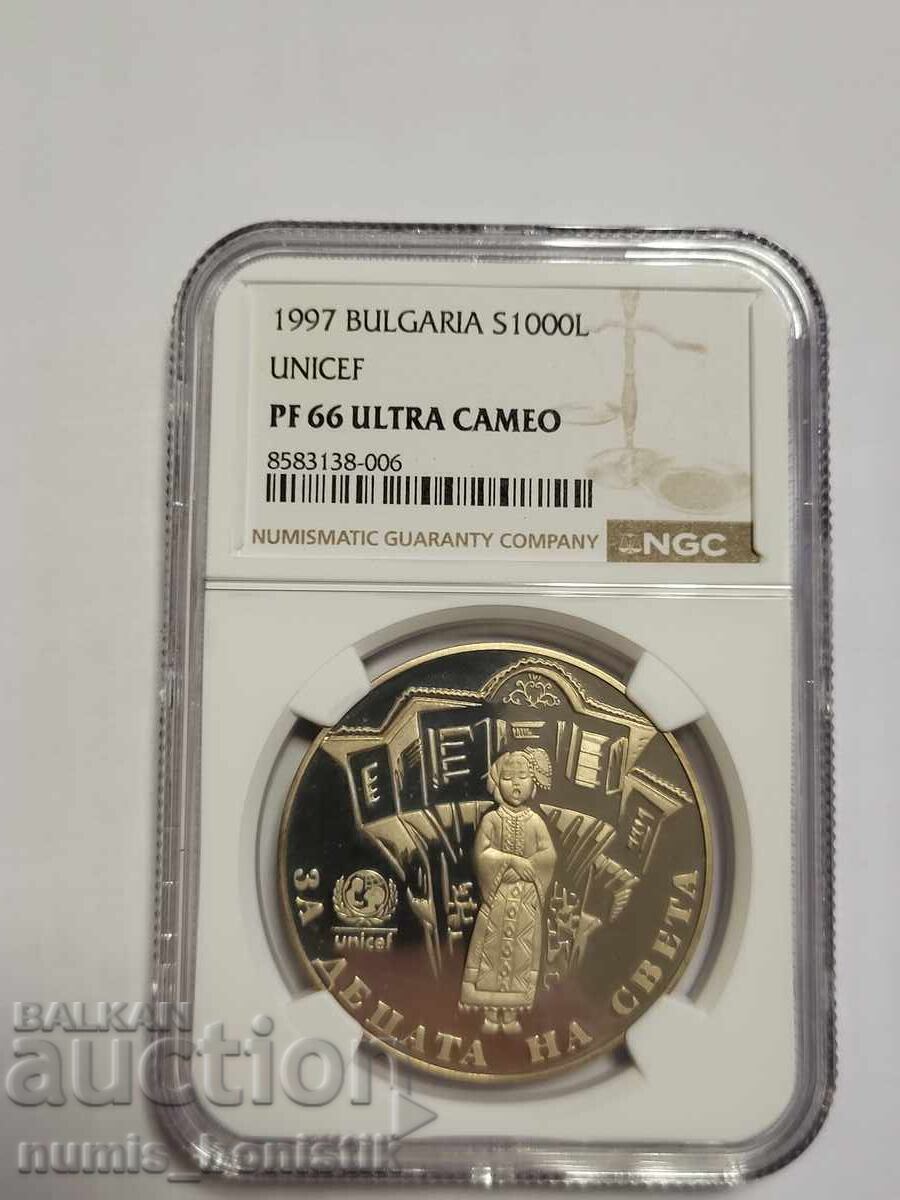 1997 BULGARIA S1000L
UNICEF
PF 66 ULTRA CAMEO
8583138-006
NUMISMATIC GUARANTY COMPANY NGC
unicef
ЗА ДЕЦАТА НА СВЕТА
BALKAN
auction
numis_bonistik